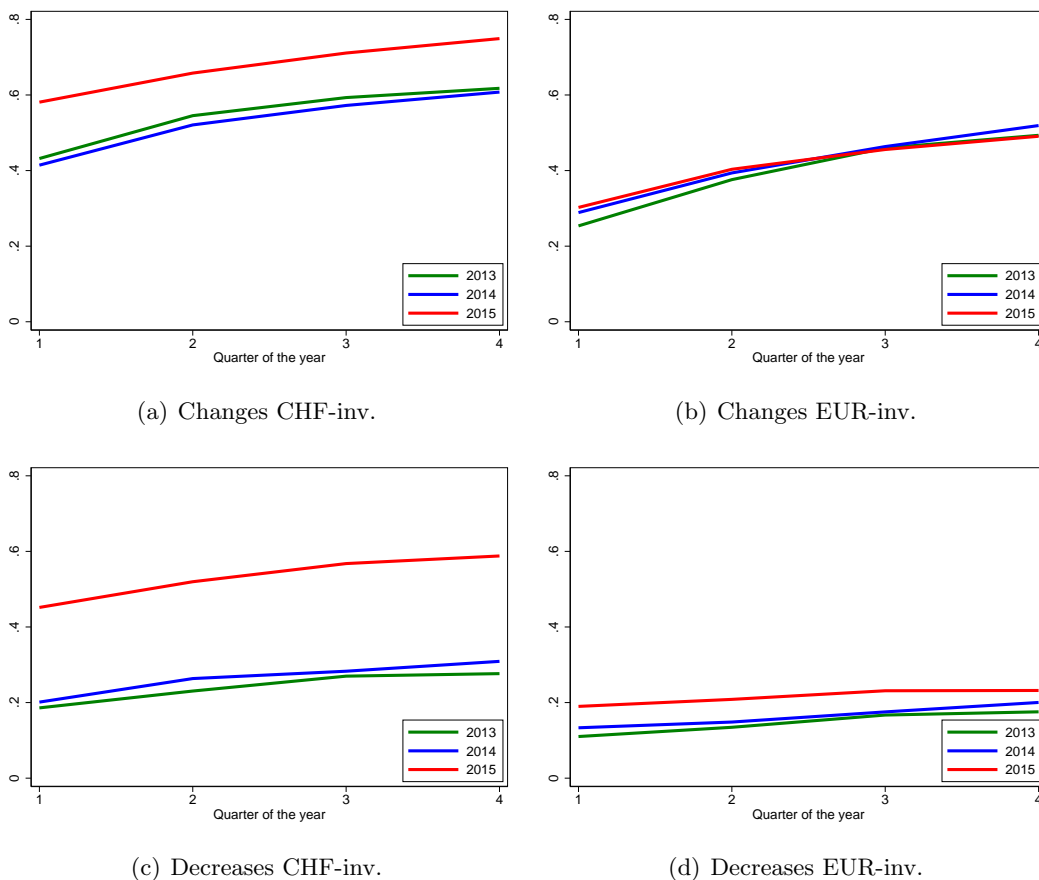 .8
.6
.4
.2
0
1 2 3 4
Quarter of the year
2013
2014
2015
(a) Changes CHF-inv.
.8
.6
.4
.2
0
1 2 3 4
Quarter of the year
2013
2014
2015
(b) Changes EUR-inv.
.8
.6
.4
.2
0
1 2 3 4
Quarter of the year
2013
2014
2015
(c) Decreases CHF-inv.
.8
.6
.4
.2
0
1 2 3 4
Quarter of the year
2013
2014
2015
(d) Decreases EUR-inv.